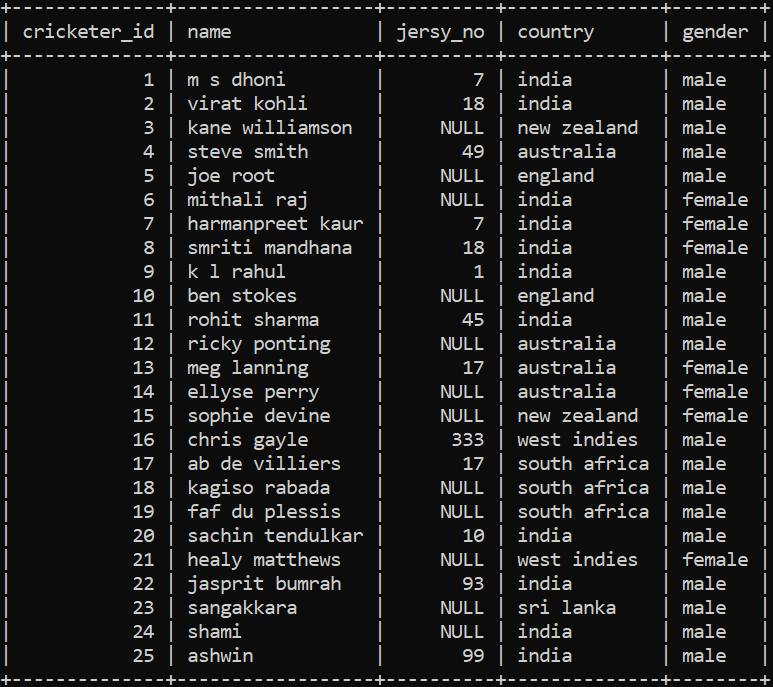 +--------------+------------------+----------+--------------+--------+
| cricketer_id | name             | jersy_no | country      | gender |
+--------------+------------------+----------+--------------+--------+
|            1 | m s dhoni        |        7 | india        | male   |
|            2 | virat kohli      |       18 | india        | male   |
|            3 | kane williamson  |     NULL | new zealand  | male   |
|            4 | steve smith      |       49 | australia    | male   |
|            5 | joe root         |     NULL | england      | male   |
|            6 | mithali raj      |     NULL | india        | female |
|            7 | harmanpreet kaur |        7 | india        | female |
|            8 | smriti mandhana  |       18 | india        | female |
|            9 | k l rahul        |        1 | india        | male   |
|           10 | ben stokes       |     NULL | england      | male   |
|           11 | rohit sharma     |       45 | india        | male   |
|           12 | ricky ponting    |     NULL | australia    | male   |
|           13 | meg lanning      |       17 | australia    | female |
|           14 | ellyse perry     |     NULL | australia    | female |
|           15 | sophie devine    |     NULL | new zealand  | female |
|           16 | chris gayle      |      333 | west indies  | male   |
|           17 | ab de villiers   |       17 | south africa | male   |
|           18 | kagiso rabada    |     NULL | south africa | male   |
|           19 | faf du plessis   |     NULL | south africa | male   |
|           20 | sachin tendulkar |       10 | india        | male   |
|           21 | healy matthews   |     NULL | west indies  | female |
|           22 | jasprit bumrah   |       93 | india        | male   |
|           23 | sangakkara       |     NULL | sri lanka    | male   |
|           24 | shami            |     NULL | india        | male   |
|           25 | ashwin           |       99 | india        | male   |
+--------------+------------------+----------+--------------+--------+